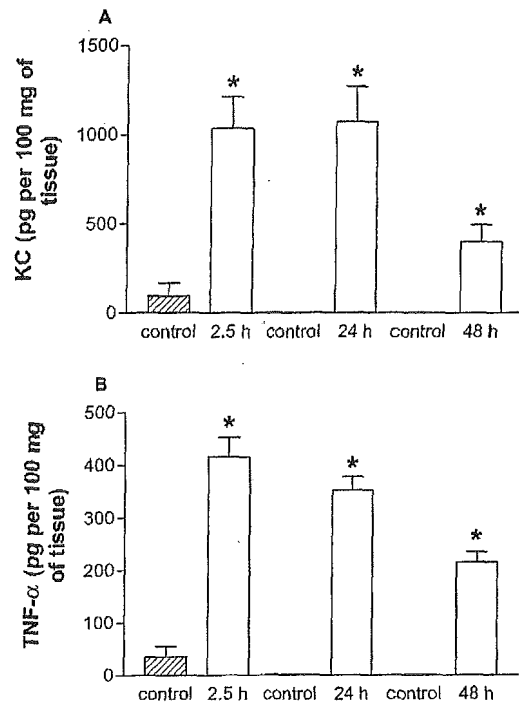 A
KC (pg per 100 mg of
tissue)
1500
1000
500
0
*
*
*
control 2.5 h control 24 h control 48 h
B
TNF-α (pg per 100 mg
of tissue)
500
400
300
200
100
0
*
*
*
control 2.5 h control 24 h control 48 h